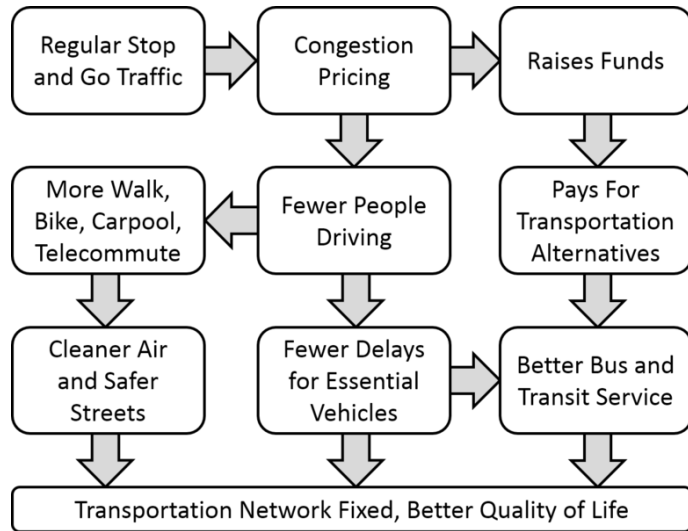 Regular Stop
and Go Traffic
Congestion
Pricing
Raises Funds
More Walk,
Bike, Carpool,
Telecommute
Fewer People
Driving
Pays For
Transportation
Alternatives
Cleaner Air
and Safer
Streets
Fewer Delays
for Essential
Vehicles
Better Bus and
Transit Service
Transportation Network Fixed, Better Quality of Life